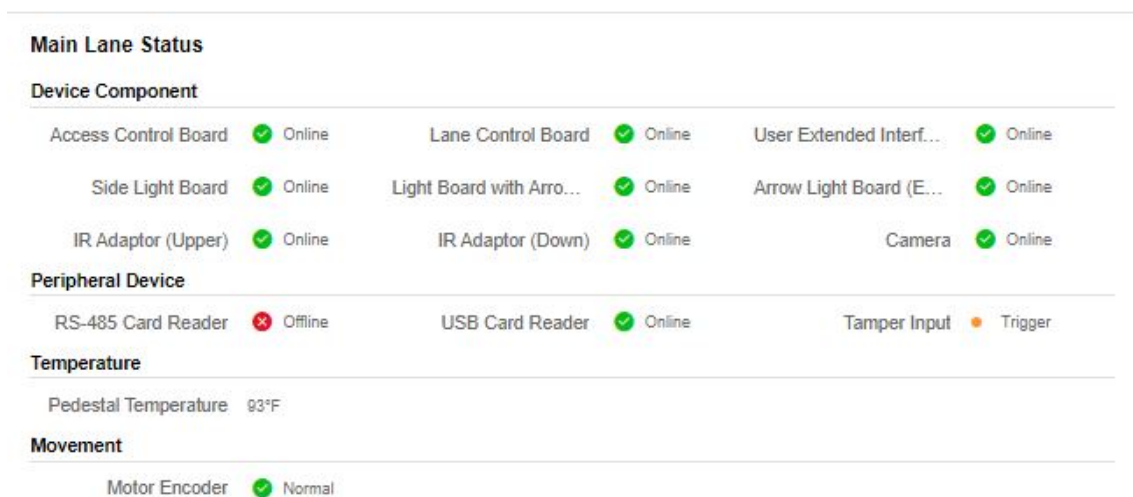 Main Lane Status
Device Component
Access Control Board Online Lane Control Board Online User Extended Interf... Online
Side Light Board Online Light Board with Arro... Online Arrow Light Board (E... Online
IR Adaptor (Upper) Online IR Adaptor (Down) Online Camera Online
Peripheral Device
RS-485 Card Reader Offline USB Card Reader Online Tamper Input Trigger
Temperature
Pedestal Temperature 93°F
Movement
Motor Encoder Normal